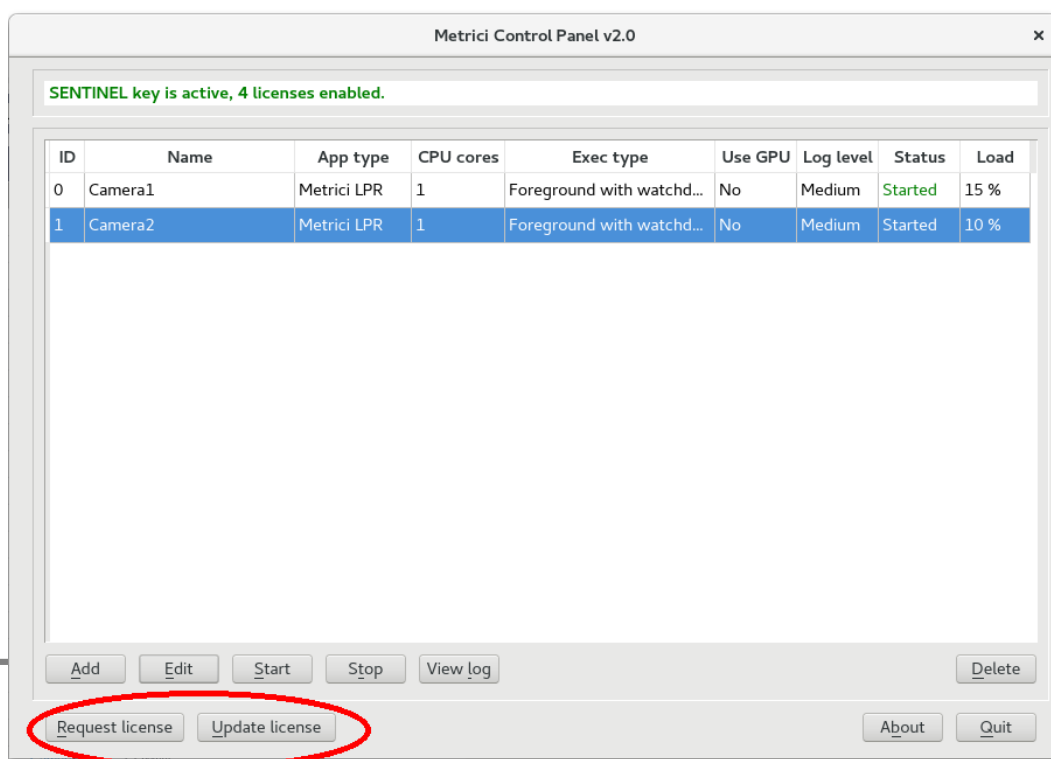 Metrici Control Panel v2.0 ×
SENTINEL key is active, 4 licenses enabled.
ID Name App type CPU cores Exec type Use GPU Log level Status Load
0 Camera1 Metrici LPR 1 Foreground with watchd... No Medium Started 15 %
1 Camera2 Metrici LPR 1 Foreground with watchd... No Medium Started 10 %
Add Edit Start Stop View log Delete
Request license Update license About Quit